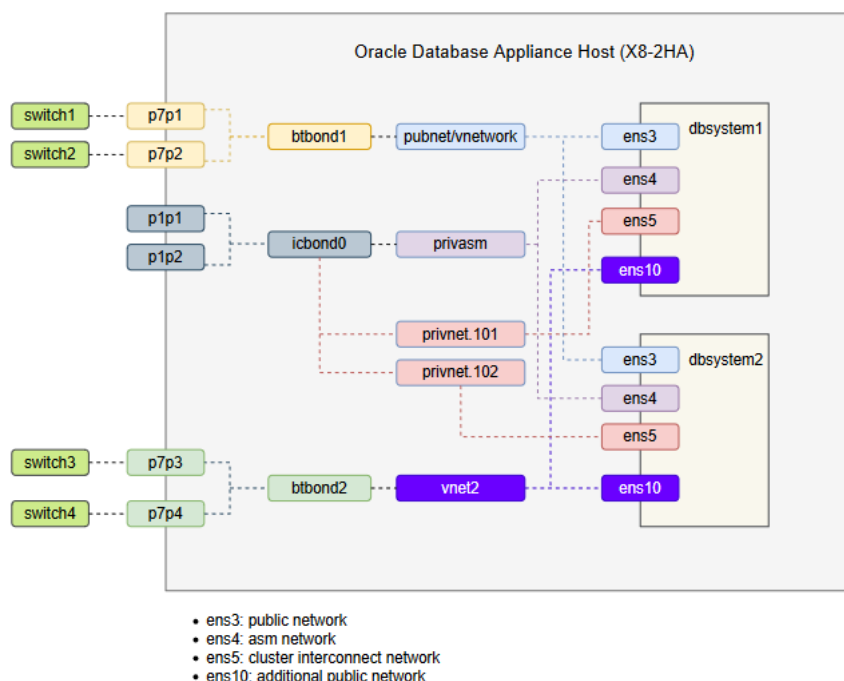 Oracle Database Appliance Host (X8-2HA)
switch1
p7p1
btbond1
pubnet/vnetwork
ens3
dbsystem1
switch2
p7p2
ens4
p1p1
ens5
icbond0
privasm
p1p2
ens10
privnet.101
ens3
dbsystem2
privnet.102
ens4
ens5
switch3
p7p3
btbond2
vnet2
ens10
switch4
p7p4
• ens3: public network
• ens4: asm network
• ens5: cluster interconnect network
• ens10: additional public network